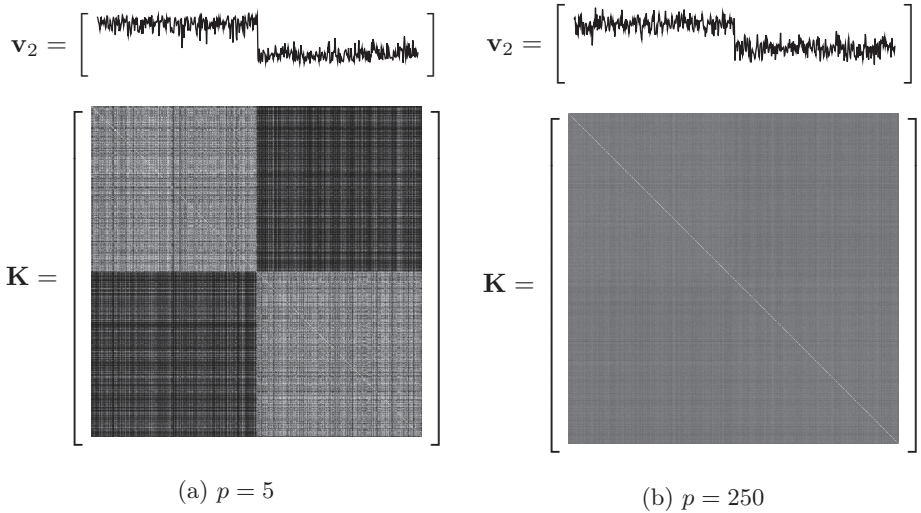 v₂ =
v₂ =
K =
K =
(a) p = 5
(b) p = 250